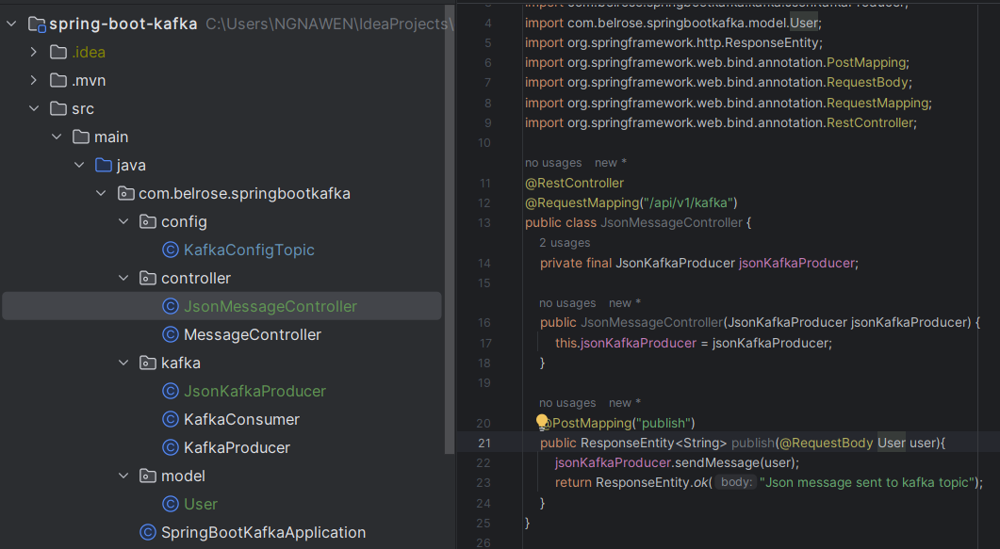 spring-boot-kafka C:\Users\NGNAWEN\IdeaProjects\
.idea
.mvn
src
main
java
com.belrose.springbootkafka
config
KafkaConfigTopic
controller
JsonMessageController
MessageController
kafka
JsonKafkaProducer
KafkaConsumer
KafkaProducer
model
User
SpringBootKafkaApplication
4 import com.belrose.springbootkafka.model.User;
5 import org.springframework.http.ResponseEntity;
6 import org.springframework.web.bind.annotation.PostMapping;
7 import org.springframework.web.bind.annotation.RequestBody;
8 import org.springframework.web.bind.annotation.RequestMapping;
9 import org.springframework.web.bind.annotation.RestController;
10
no usages new *
11 @RestController
12 @RequestMapping("/api/v1/kafka")
13 public class JsonMessageController {
2 usages
14 private final JsonKafkaProducer jsonKafkaProducer;
15
no usages new *
16 public JsonMessageController(JsonKafkaProducer jsonKafkaProducer) {
17 this.jsonKafkaProducer = jsonKafkaProducer;
18 }
19
no usages new *
20 @PostMapping("publish")
21 public ResponseEntity<String> publish(@RequestBody User user){
22 jsonKafkaProducer.sendMessage(user);
23 return ResponseEntity.ok( body: "Json message sent to kafka topic");
24 }
25 }
26